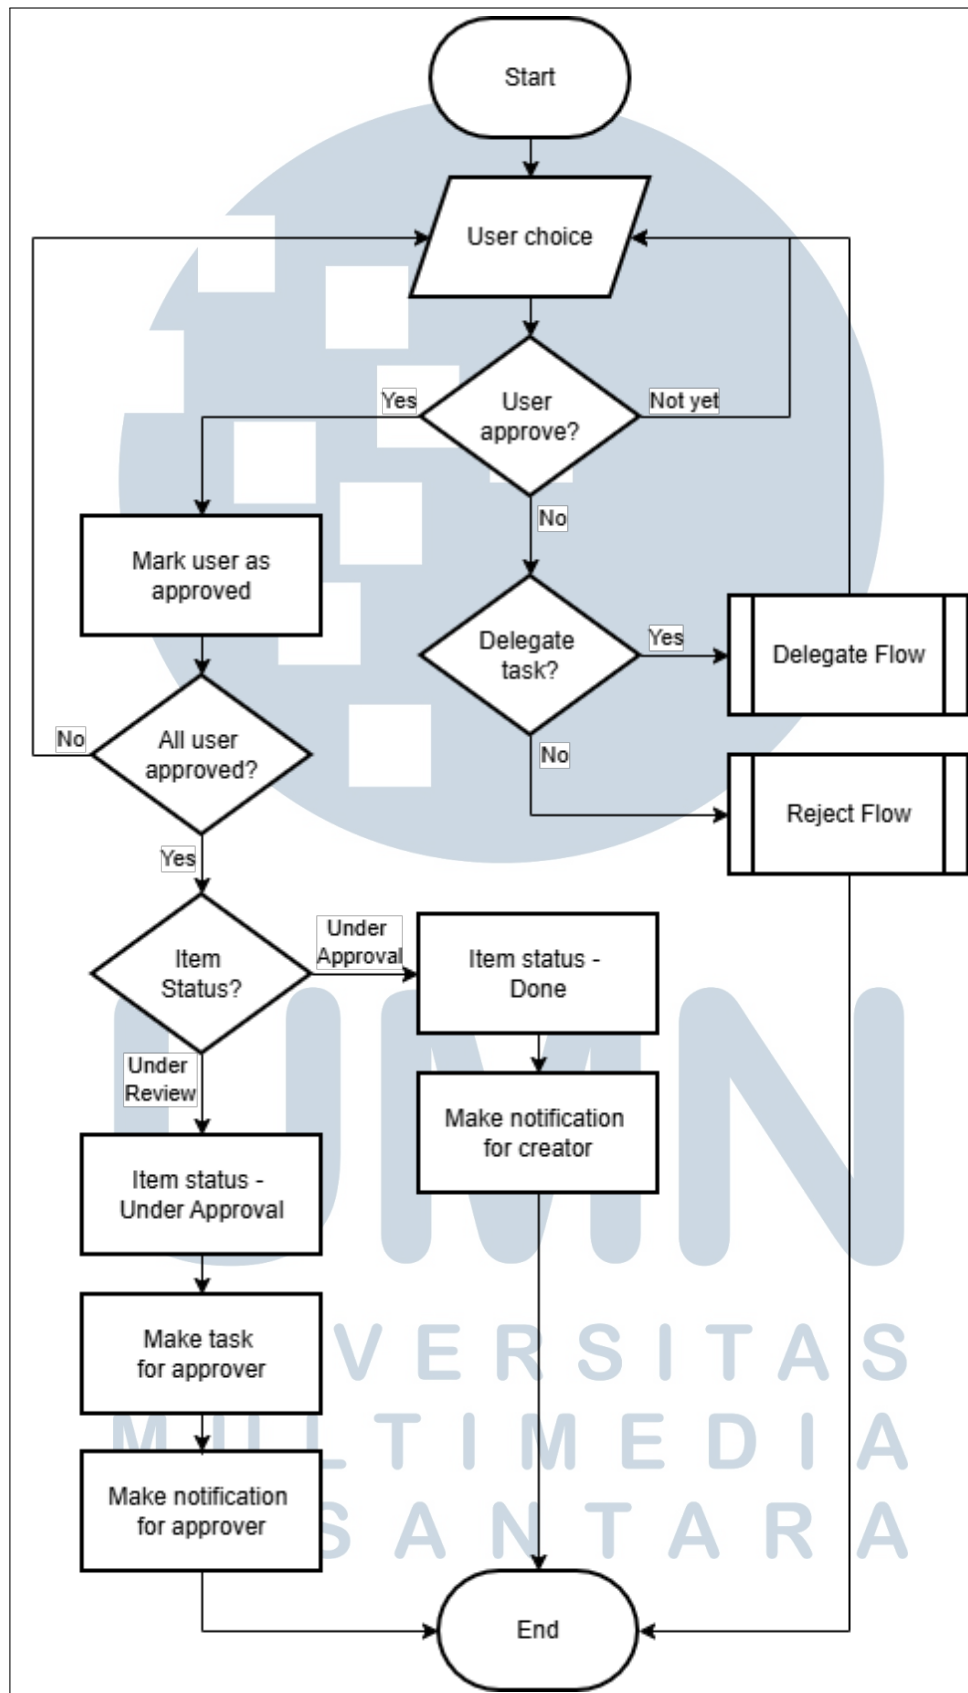 Start
User choice
User
approve?
Yes
Not yet
No
Mark user as
approved
Delegate
task?
Yes
Delegate Flow
No
All user
approved?
No
Reject Flow
Yes
Item
Status?
Under
Approval
Item status -
Done
Under
Review
Make notification
for creator
Item status -
Under Approval
Make task
for approver
Make notification
for approver
End
UMN
VERSITAS
MULTIMEDIA
SANTARA